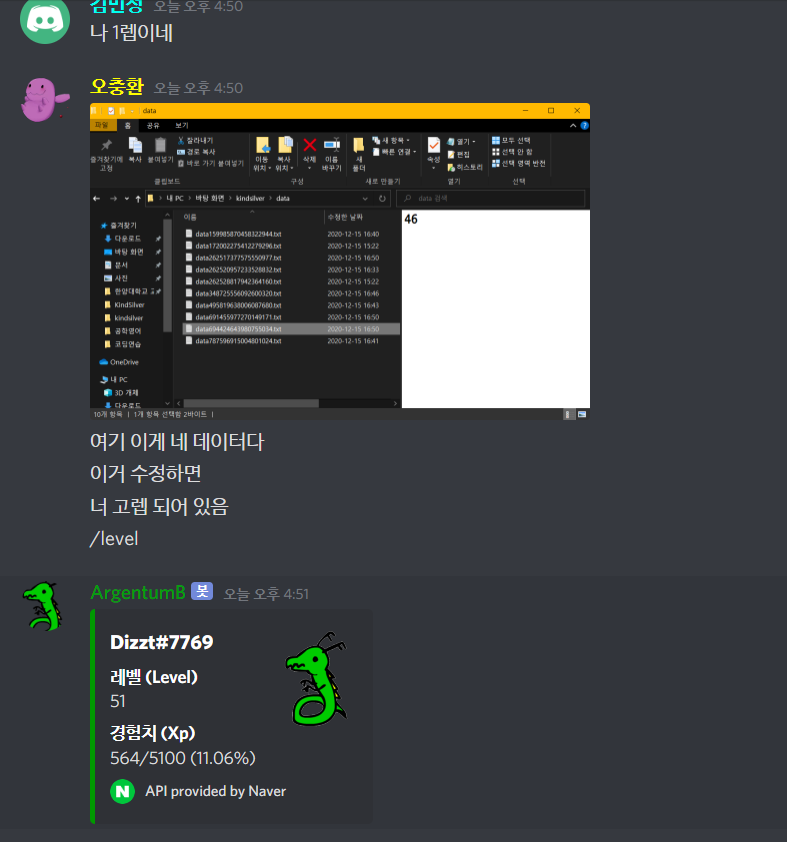 김민정 오늘 오후 4:50
나 1렙이네
오충환 오늘 오후 4:50
data
파일 홈 공유 보기
즐겨찾기에 고정
복사
붙여넣기
잘라내기
경로 복사
바로 가기 붙여넣기
이동 위치
복사 위치
삭제
이름 바꾸기
새 폴더
새 항목
빠른 연결
속성
열기
편집
히스토리
모두 선택
선택 안 함
선택 영역 반전
클립보드 구성 새로 만들기 열기 선택
내 PC > 바탕 화면 > kindsilver > data
data 검색
즐겨찾기
다운로드
바탕 화면
문서
사진
한양대학교
KindSilver
kindsilver
공학영어
코딩연습
OneDrive
내 PC
3D 개체
다운로드
이름 수정한 날짜
data159985870458322944.txt 2020-12-15 16:40
data172002275412279296.txt 2020-12-15 15:22
data262517377575550977.txt 2020-12-15 16:50
data262520957233528832.txt 2020-12-15 16:33
data262528817942364160.txt 2020-12-15 15:22
data348725556092600320.txt 2020-12-15 16:46
data495819638006087680.txt 2020-12-15 16:43
data691455977270149171.txt 2020-12-15 16:50
data694424643980755034.txt 2020-12-15 16:50
data787596915004801024.txt 2020-12-15 16:41
46
10개 항목 | 1개 항목 선택함 2바이트 |
여기 이게 네 데이터다
이거 수정하면
너 고렙 되어 있음
/level
ArgentumB 봇 오늘 오후 4:51
Dizzt#7769
레벨 (Level)
51
경험치 (Xp)
564/5100 (11.06%)
N API provided by Naver